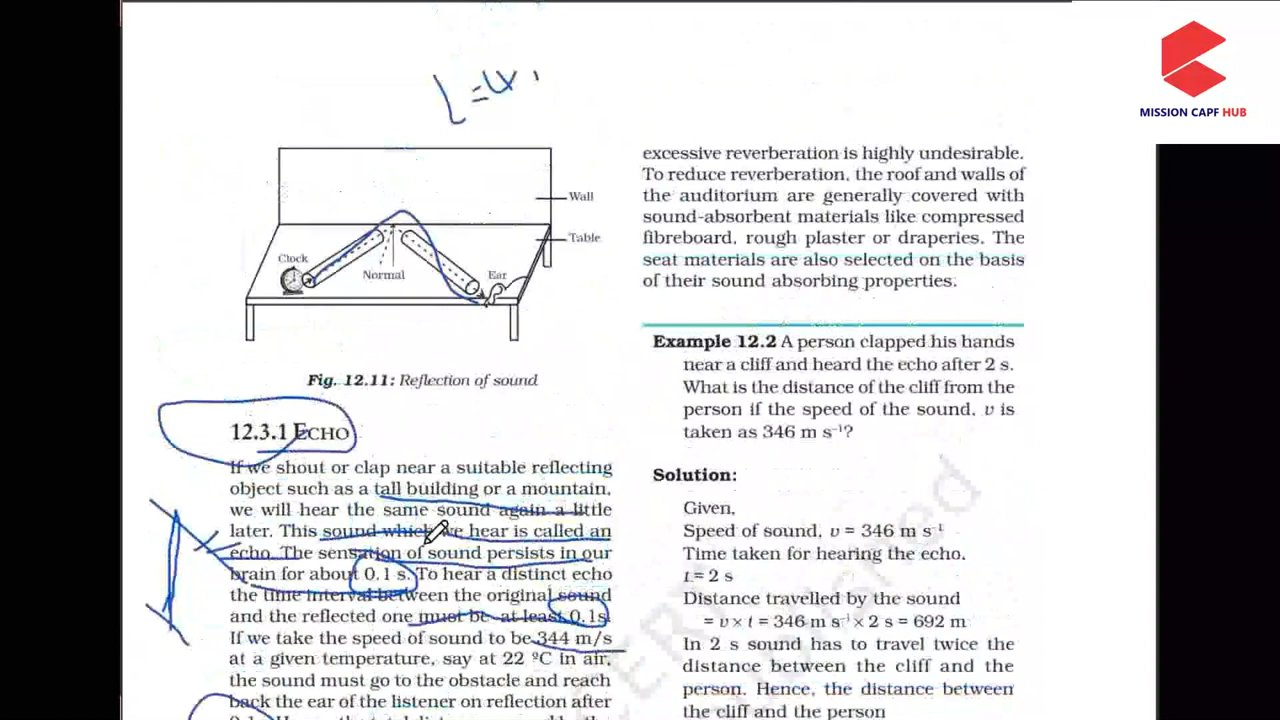 MISSION CAPF HUB
L =
Wall
Table
Clock
Normal
Ear
Fig. 12.11: Reflection of sound
12.3.1 ECHO
If we shout or clap near a suitable reflecting
object such as a tall building or a mountain,
we will hear the same sound again a little
later. This sound which we hear is called an
echo. The sensation of sound persists in our
brain for about 0.1 s. To hear a distinct echo
the time interval between the original sound
and the reflected one must be at least 0.1s.
If we take the speed of sound to be 344 m/s
at a given temperature, say at 22 ºC in air,
the sound must go to the obstacle and reach
back the ear of the listener on reflection after
excessive reverberation is highly undesirable.
To reduce reverberation, the roof and walls of
the auditorium are generally covered with
sound-absorbent materials like compressed
fibreboard, rough plaster or draperies. The
seat materials are also selected on the basis
of their sound absorbing properties.
Example 12.2 A person clapped his hands
near a cliff and heard the echo after 2 s.
What is the distance of the cliff from the
person if the speed of the sound, v is
taken as 346 m s⁻¹?
Solution:
Given,
Speed of sound, v = 346 m s⁻¹
Time taken for hearing the echo,
t = 2 s
Distance travelled by the sound
= v × t = 346 m s⁻¹ × 2 s = 692 m
In 2 s sound has to travel twice the
distance between the cliff and the
person. Hence, the distance between
the cliff and the person